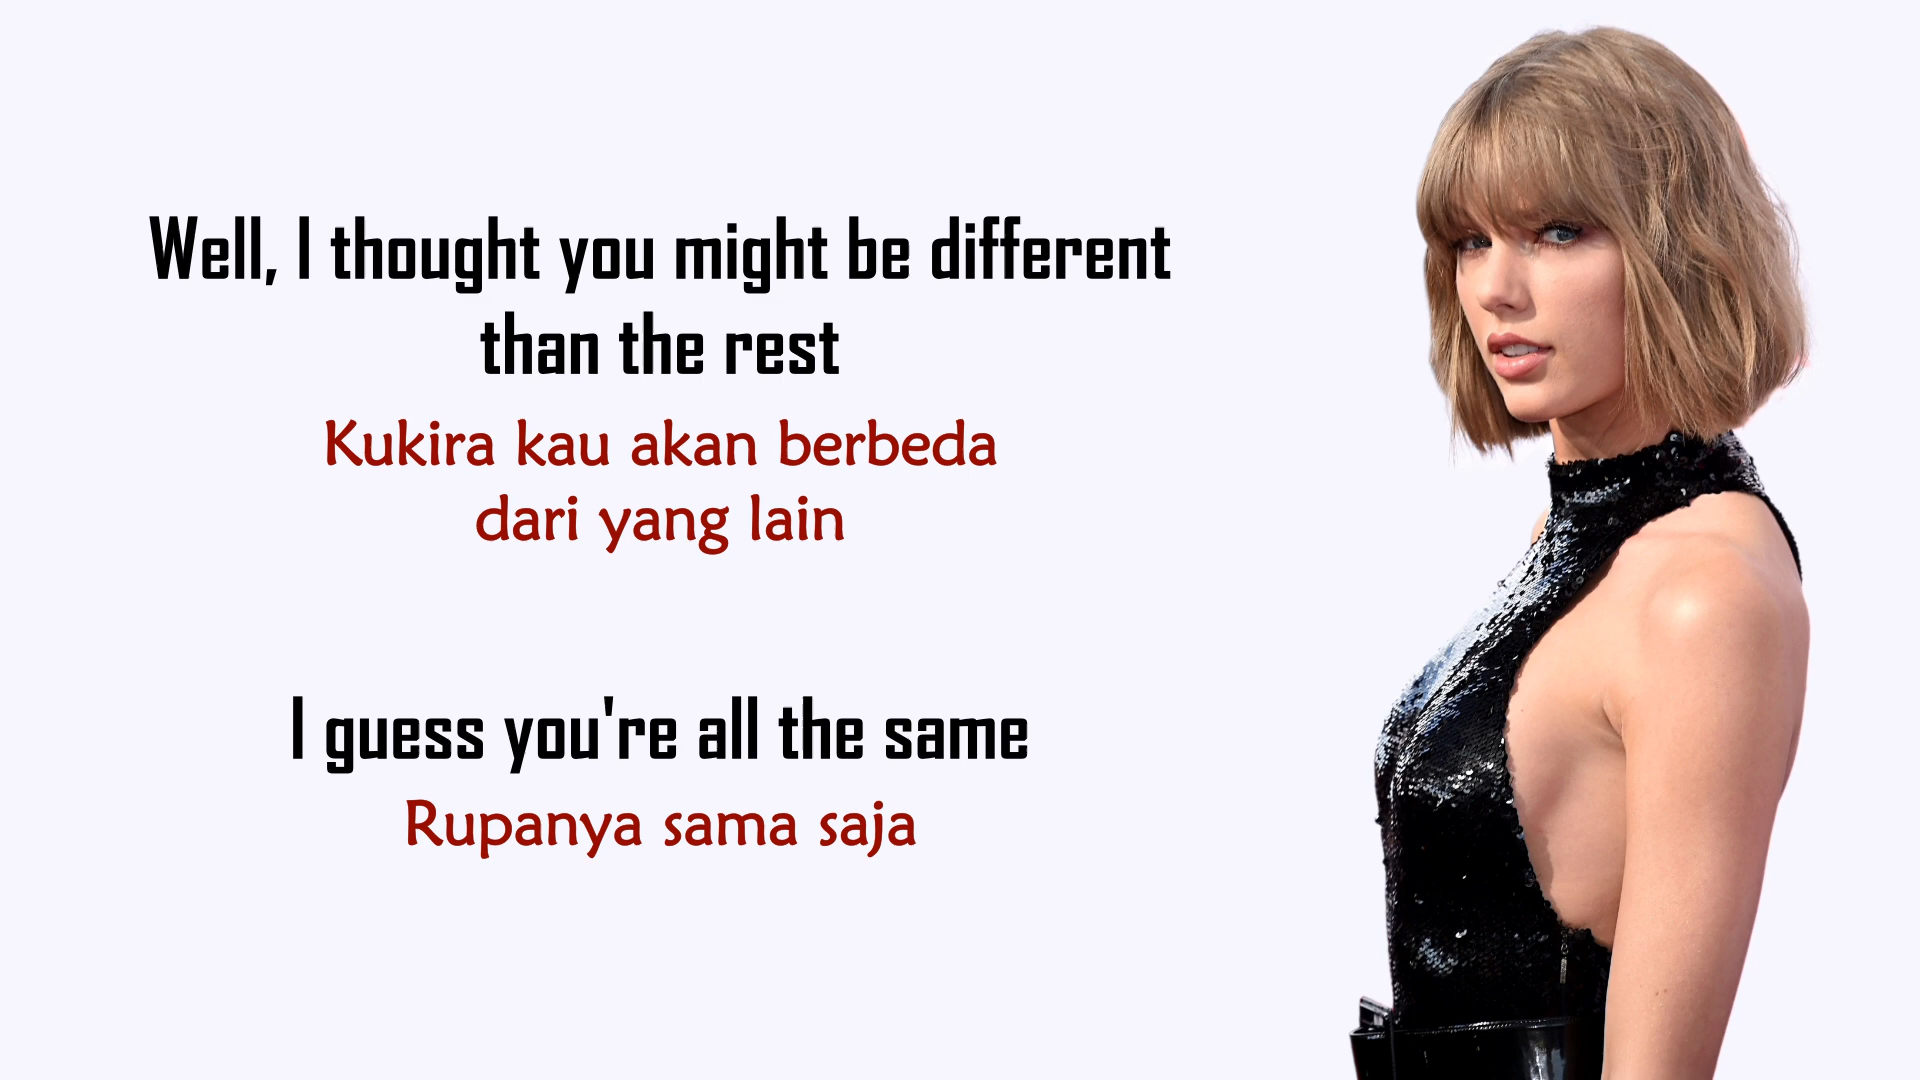 Well, I thought you might be different
than the rest
Kukira kau akan berbeda
dari yang lain
I guess you're all the same
Rupanya sama saja